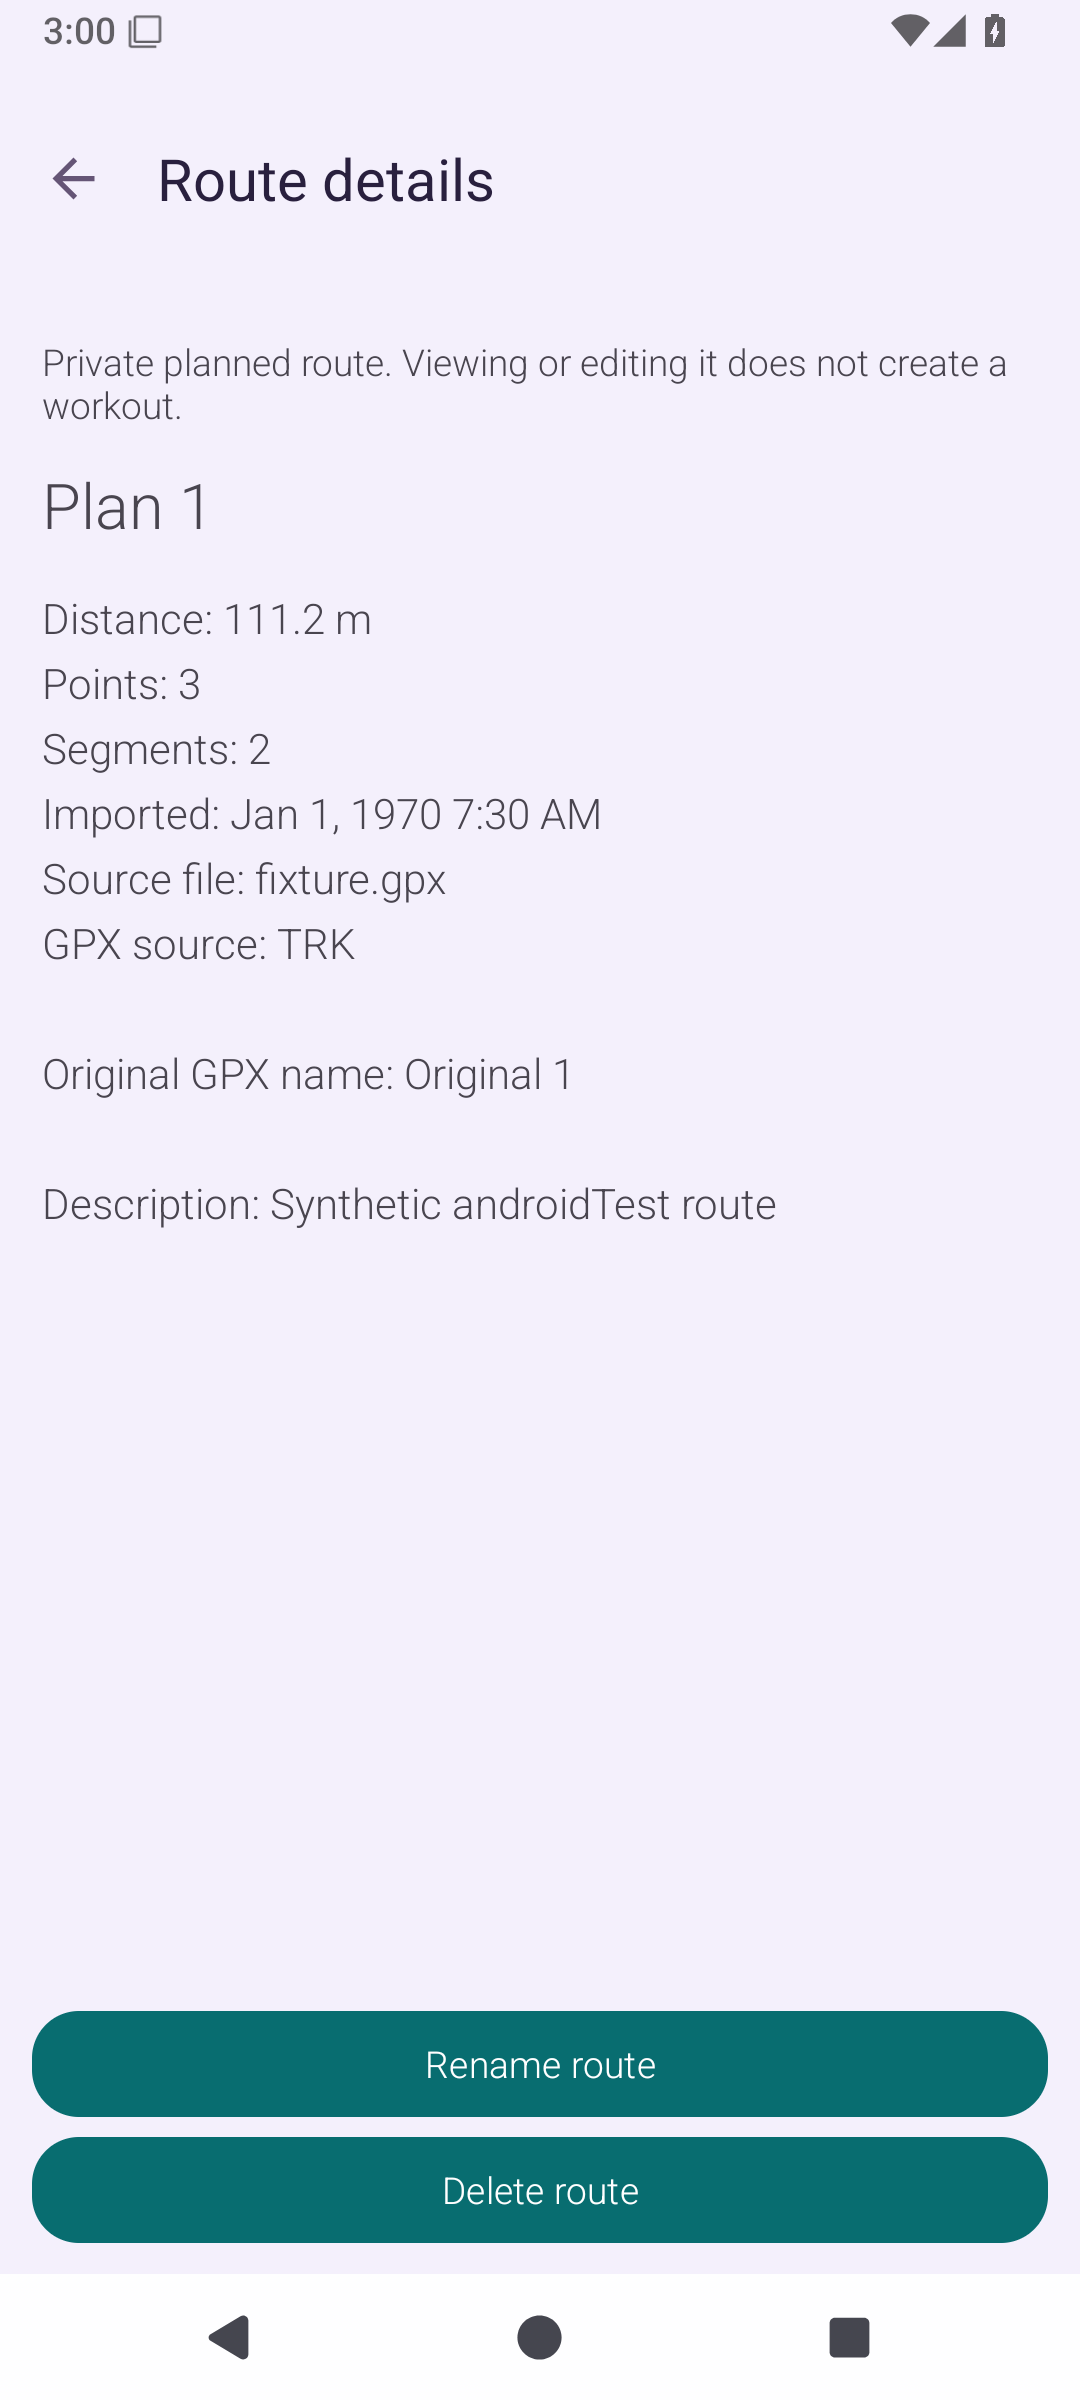 3:00
Route details
Private planned route. Viewing or editing it does not create a
workout.
Plan 1
Distance: 111.2 m
Points: 3
Segments: 2
Imported: Jan 1, 1970 7:30 AM
Source file: fixture.gpx
GPX source: TRK
Original GPX name: Original 1
Description: Synthetic androidTest route
Rename route
Delete route